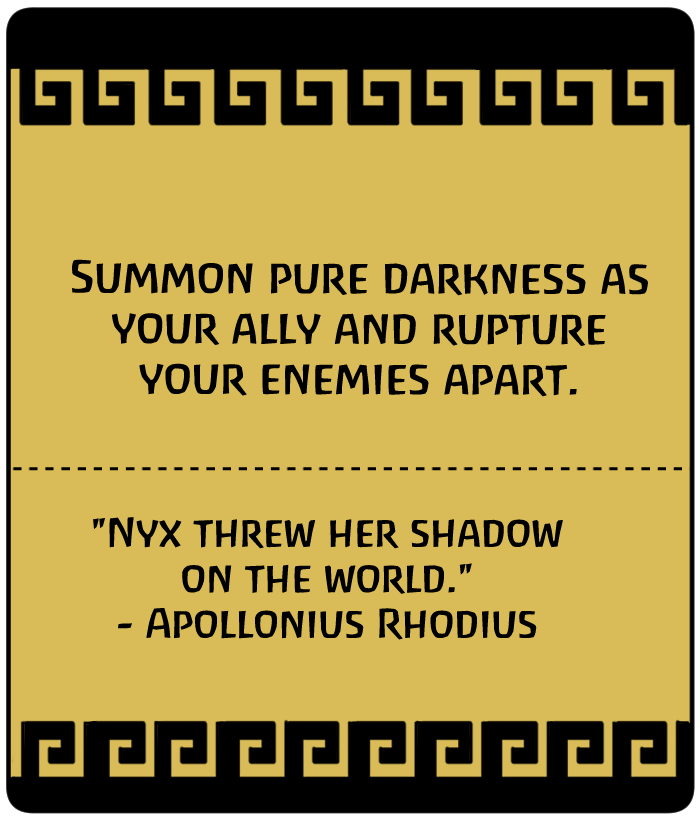 Summon pure darkness as
your ally and rupture
your enemies apart.
"Nyx threw her shadow
on the world."
- Apollonius Rhodius